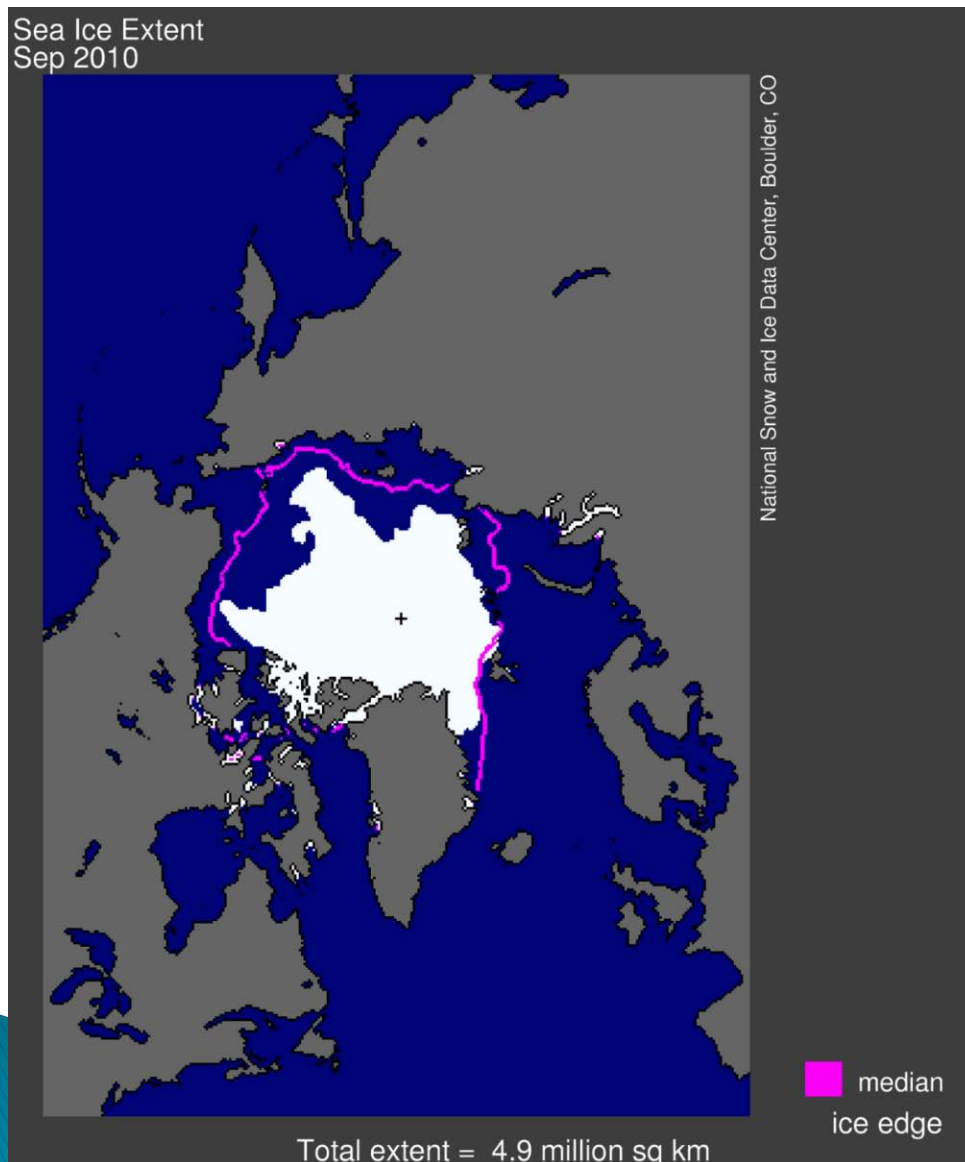 Sea Ice Extent
Sep 2010
National Snow and Ice Data Center, Boulder, CO
median
ice edge
Total extent = 4.9 million sq km